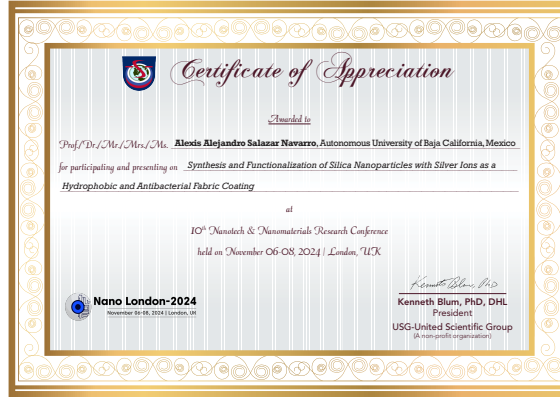 Certificate of Appreciation
Awarded to
Prof./Dr./Mr./Mrs./Ms. Alexis Alejandro Salazar Navarro, Autonomous University of Baja California, Mexico
for participating and presenting on Synthesis and Functionalization of Silica Nanoparticles with Silver Ions as a
Hydrophobic and Antibacterial Fabric Coating
at
10th Nanotech & Nanomaterials Research Conference
held on November 06-08, 2024 | London, UK
Nano London-2024
November 06-08, 2024 | London, UK
Kenneth Blum, PhD
Kenneth Blum, PhD, DHL
President
USG-United Scientific Group
(A non-profit organization)